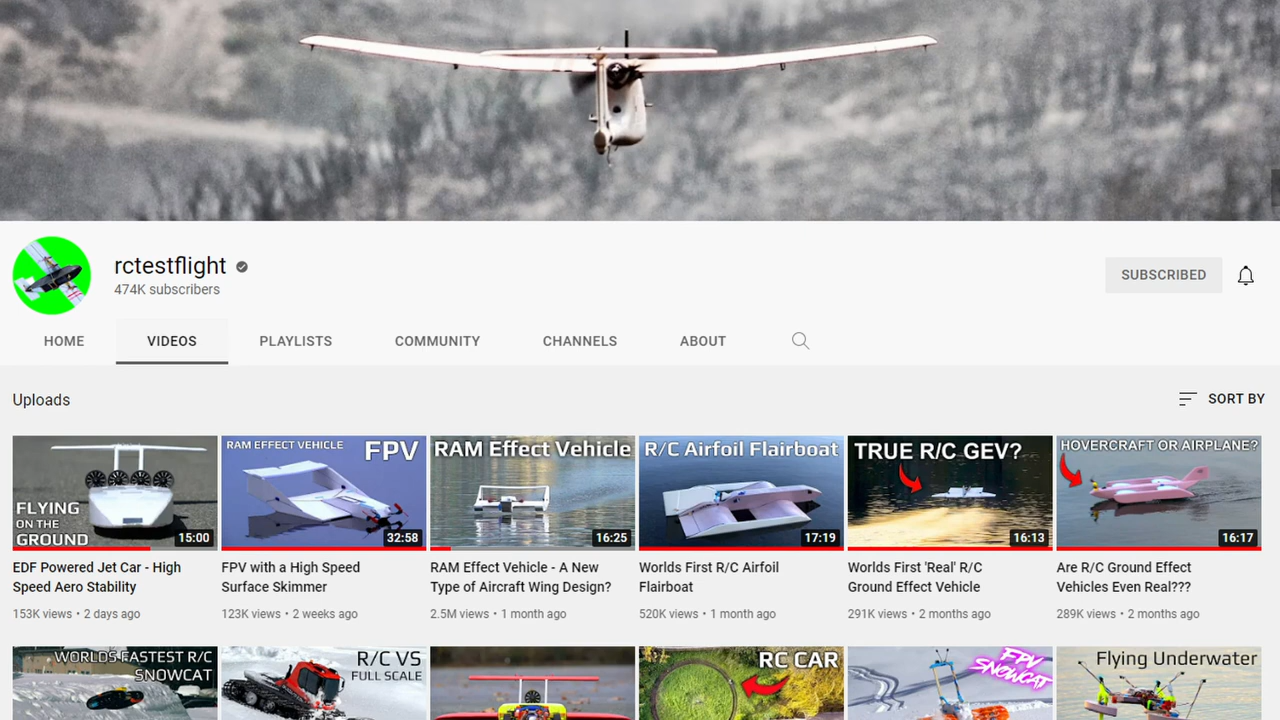 rctestflight
474K subscribers
SUBSCRIBED
HOME
VIDEOS
PLAYLISTS
COMMUNITY
CHANNELS
ABOUT
Uploads
SORT BY
FLYING
ON THE
GROUND
15:00
EDF Powered Jet Car - High
Speed Aero Stability
153K views • 2 days ago
RAM EFFECT VEHICLE
FPV
32:58
FPV with a High Speed
Surface Skimmer
123K views • 2 weeks ago
RAM Effect Vehicle
16:25
RAM Effect Vehicle - A New
Type of Aircraft Wing Design?
2.5M views • 1 month ago
R/C Airfoil Flairboat
17:19
Worlds First R/C Airfoil
Flairboat
520K views • 1 month ago
TRUE R/C GEV?
16:13
Worlds First 'Real' R/C
Ground Effect Vehicle
291K views • 2 months ago
HOVERCRAFT OR AIRPLANE?
16:17
Are R/C Ground Effect
Vehicles Even Real???
289K views • 2 months ago
WORLDS FASTEST R/C
SNOWCAT
R/C VS
FULL SCALE
RC CAR
FPV
SNOWCAT
Flying Underwater